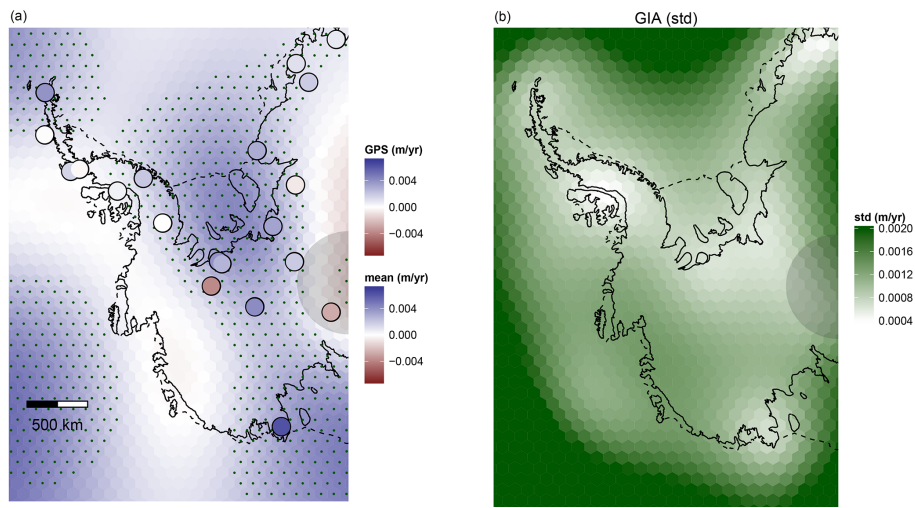 (a)
GPS (m/yr)
0.004
0.000
−0.004
mean (m/yr)
0.004
0.000
−0.004
500 km
(b)
GIA (std)
std (m/yr)
0.0020
0.0016
0.0012
0.0008
0.0004